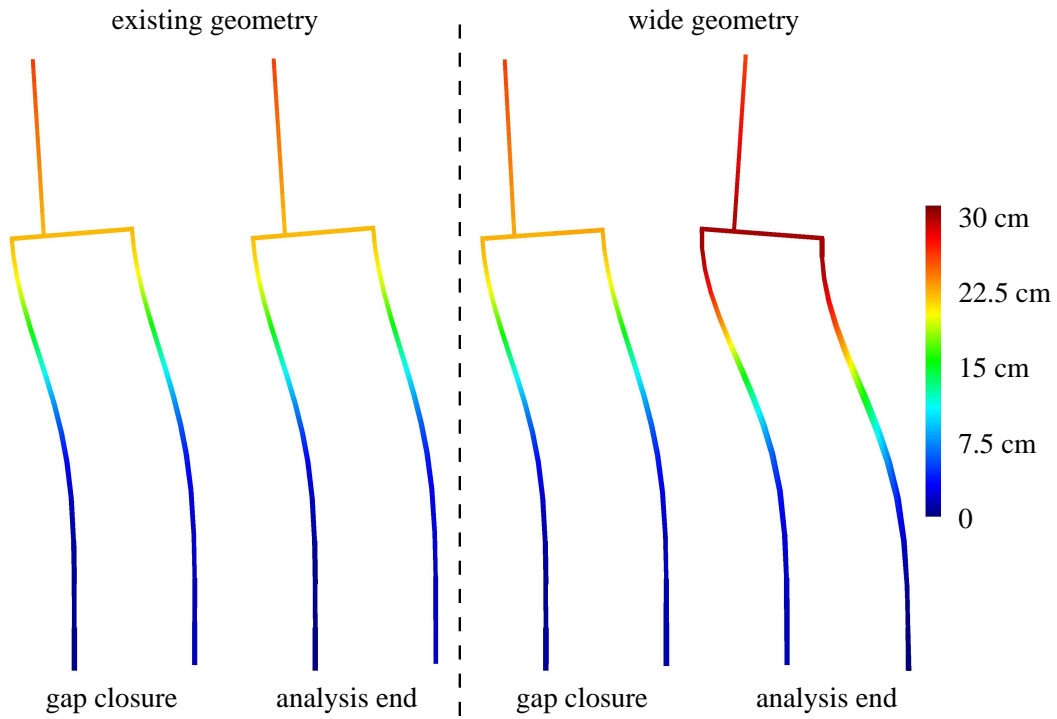 existing geometry
wide geometry
30 cm
22.5 cm
15 cm
7.5 cm
0
gap closure
analysis end
gap closure
analysis end